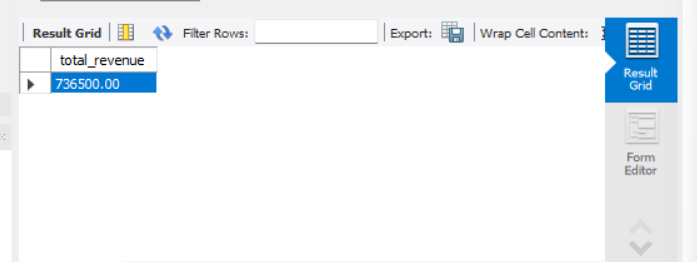 Result Grid Filter Rows: Export: Wrap Cell Content:
total_revenue
736500.00
Result
Grid
Form
Editor